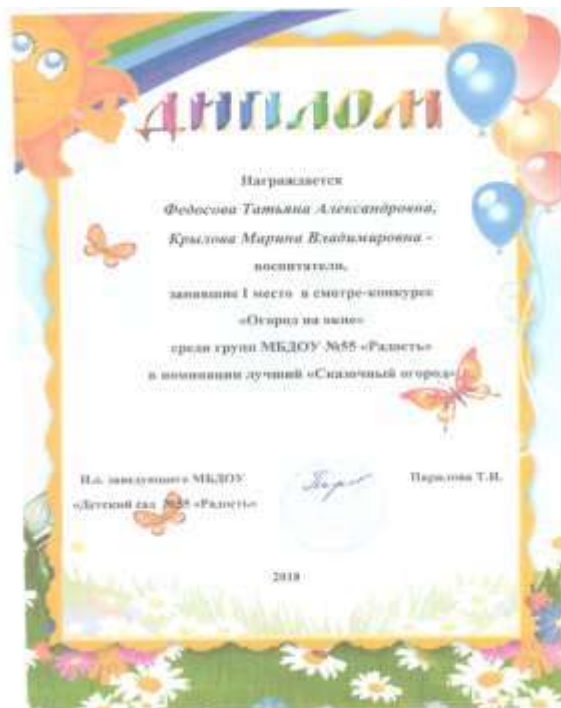 ДИПЛОМ
Награждается
Федосова Татьяна Александровна,
Крылова Марина Владимировна -
воспитатели,
занявшие I место в смотре-конкурсе
«Огород на окне»
среди групп МБДОУ №55 «Радость»
в номинации лучший «Сказочный огород»
И.о. заведующего МБДОУ
«Детский сад №55 «Радость»
Т.И.
2018